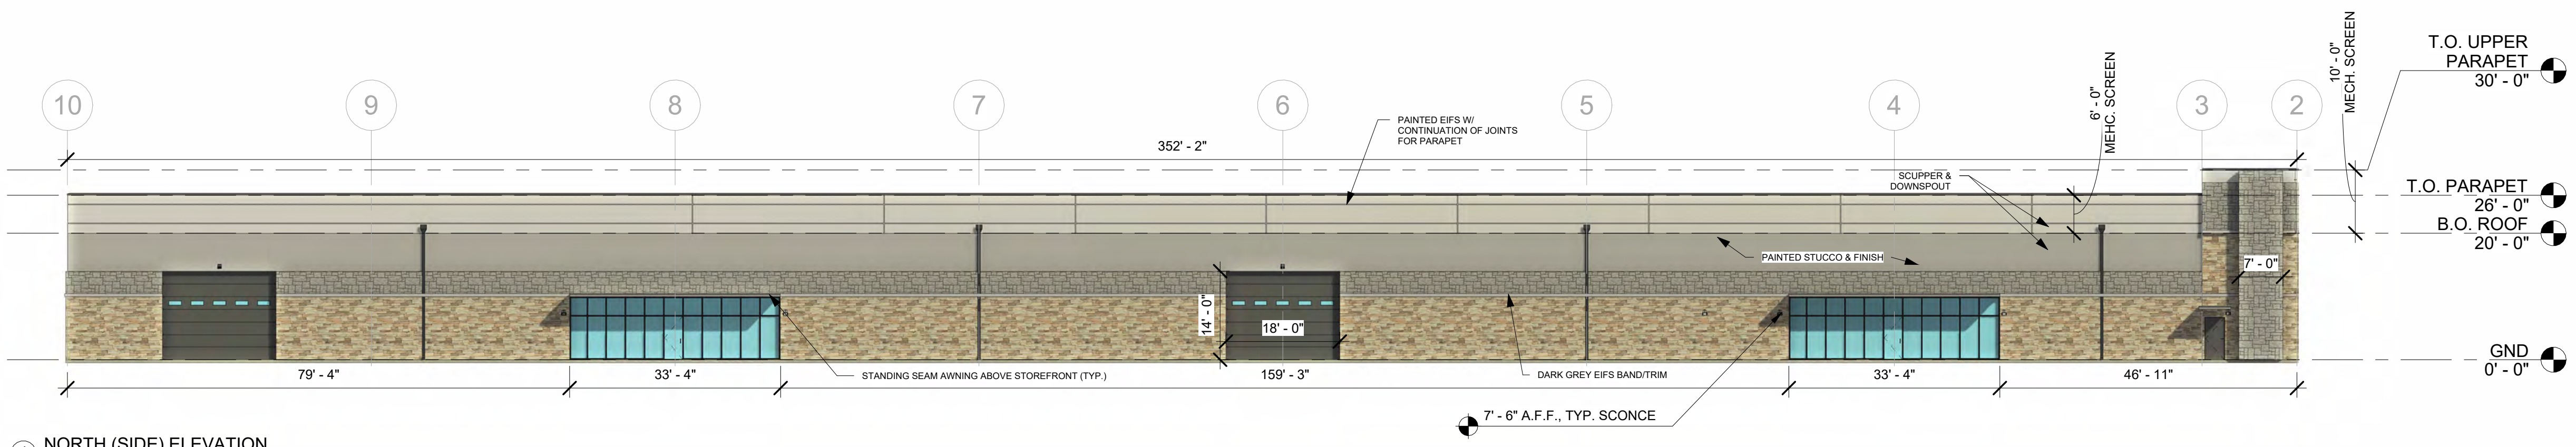 10
9
8
7
6
5
4
3
2
T.O. UPPER
PARAPET
30' - 0"
10' - 0"
MECH. SCREEN
6' - 0"
MEHC. SCREEN
PAINTED EIFS W/
CONTINUATION OF JOINTS
FOR PARAPET
352' - 2"
SCUPPER &
DOWNSPOUT
T.O. PARAPET
26' - 0"
B.O. ROOF
20' - 0"
PAINTED STUCCO & FINISH
7' - 0"
14' - 0"
18' - 0"
GND
0' - 0"
79' - 4"
33' - 4"
STANDING SEAM AWNING ABOVE STOREFRONT (TYP.)
159' - 3"
DARK GREY EIFS BAND/TRIM
33' - 4"
46' - 11"
7' - 6" A.F.F., TYP. SCONCE
NORTH (SIDE) ELEVATION